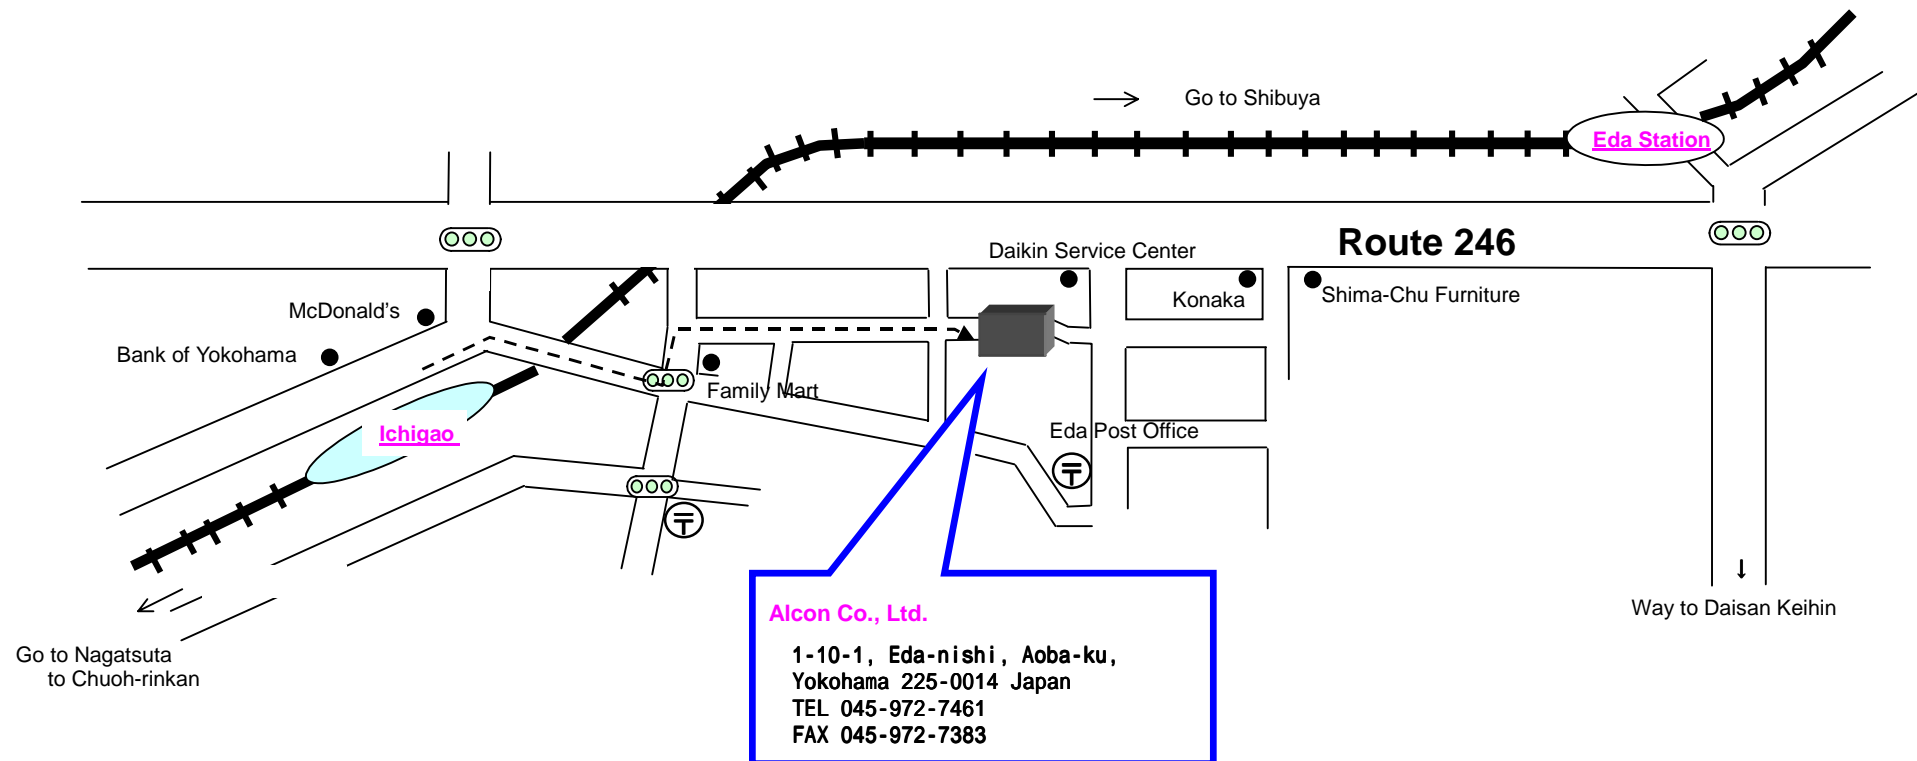 Go to Shibuya
Eda Station
Route 246
Daikin Service Center
Konaka
Shima-Chu Furniture
McDonald's
Bank of Yokohama
Family Mart
Ichigao
Eda Post Office
〒
〒
Way to Daisan Keihin
Go to Nagatsuta
to Chuoh-rinkan
Alcon Co., Ltd.
1-10-1, Eda-nishi, Aoba-ku,
Yokohama 225-0014 Japan
TEL 045-972-7461
FAX 045-972-7383